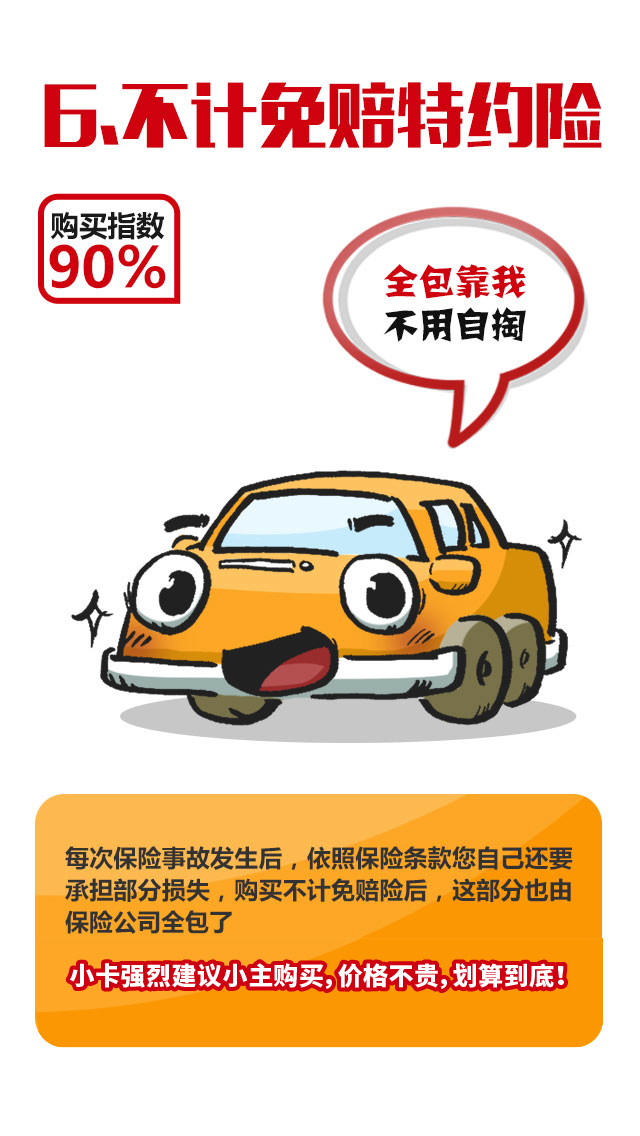 6、不计免赔特约险
购买指数
90%
全包靠我
不用自掏
每次保险事故发生后，依照保险条款您自己还要
承担部分损失，购买不计免赔险后，这部分也由
保险公司全包了
小卡强烈建议小主购买，价格不贵，划算到底！